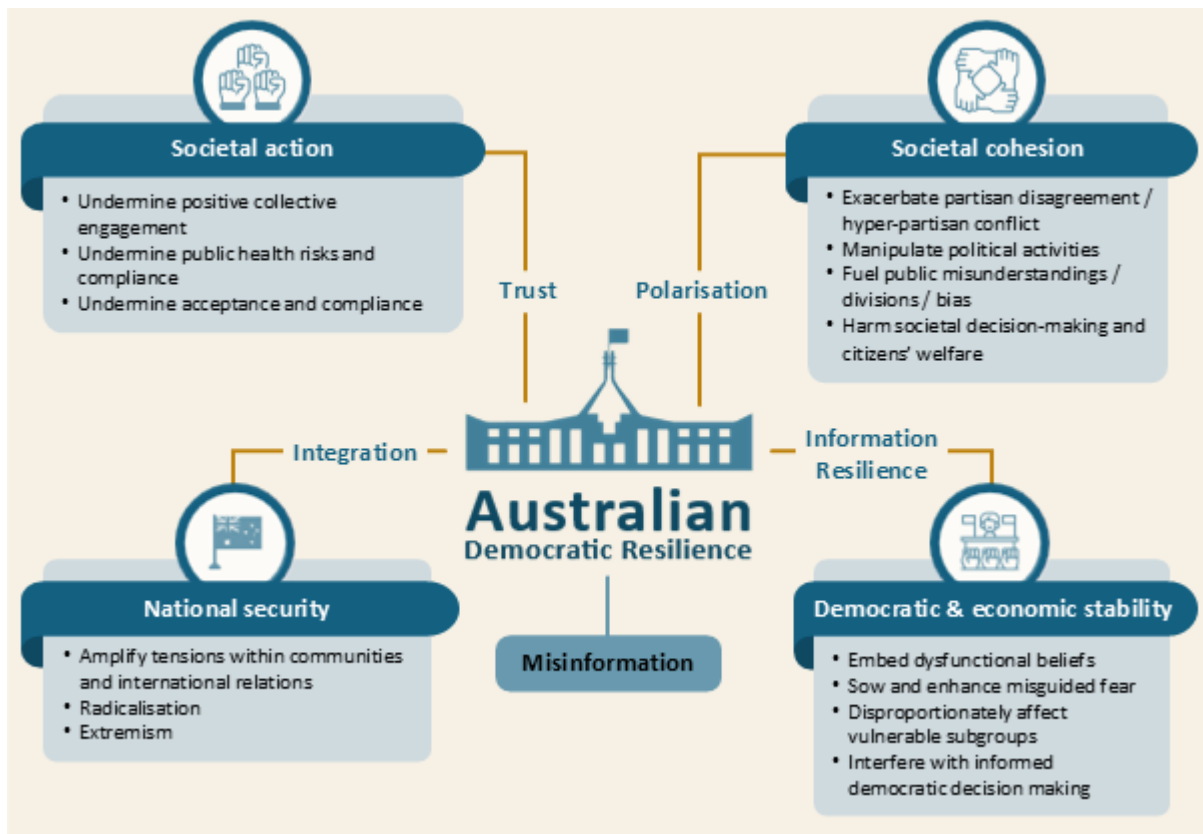 Societal action
• Undermine positive collective
engagement
• Undermine public health risks and
compliance
• Undermine acceptance and compliance
Societal cohesion
• Exacerbate partisan disagreement /
hyper-partisan conflict
• Manipulate political activities
• Fuel public misunderstandings /
divisions / bias
• Harm societal decision-making and
citizens' welfare
Trust
Polarisation
Integration
Information
Resilience
Australian
Democratic Resilience
Misinformation
National security
• Amplify tensions within communities
and international relations
• Radicalisation
• Extremism
Democratic & economic stability
• Embed dysfunctional beliefs
• Sow and enhance misguided fear
• Disproportionately affect
vulnerable subgroups
• Interfere with informed
democratic decision making